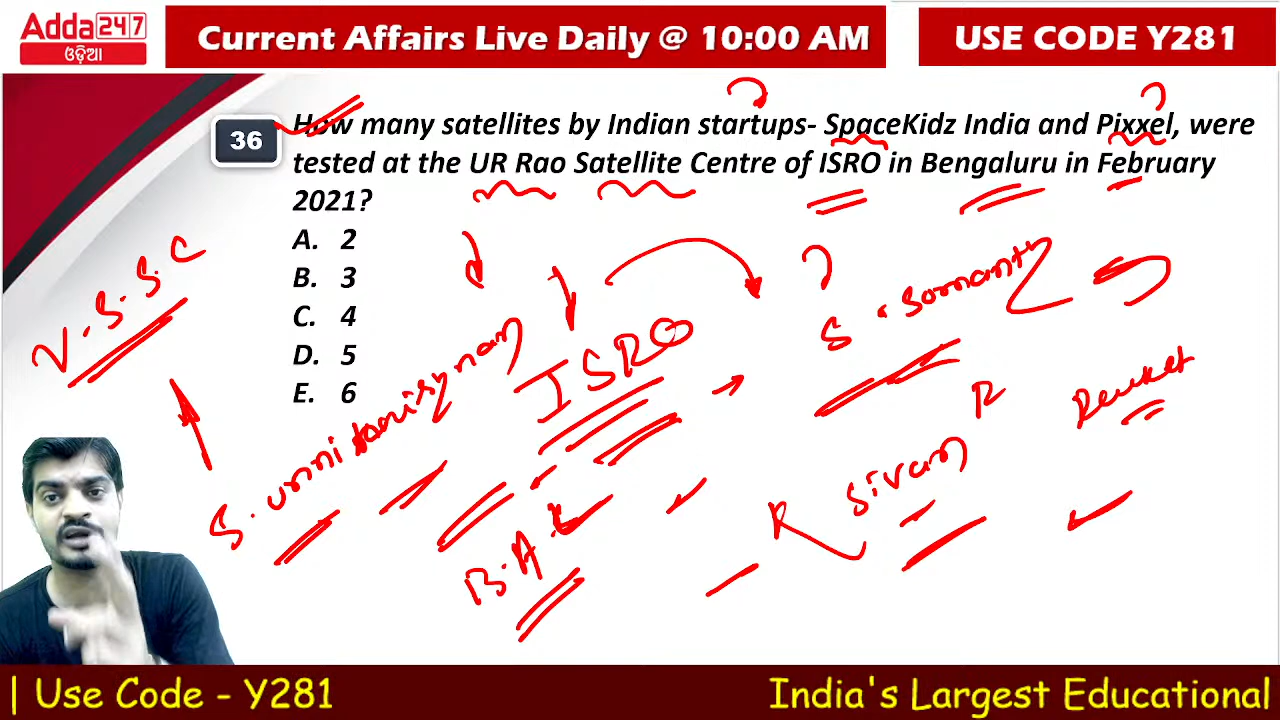 Adda 247
ଓଡ଼ିଆ
Current Affairs Live Daily @ 10:00 AM
USE CODE Y281
36
How many satellites by Indian startups- SpaceKidz India and Pixxel, were
tested at the UR Rao Satellite Centre of ISRO in Bengaluru in February
2021?
A. 2
B. 3
C. 4
D. 5
E. 6
V.S.S.C
ISRO
S. Somanth
R
K Sivan
| Use Code - Y281
India's Largest Educational